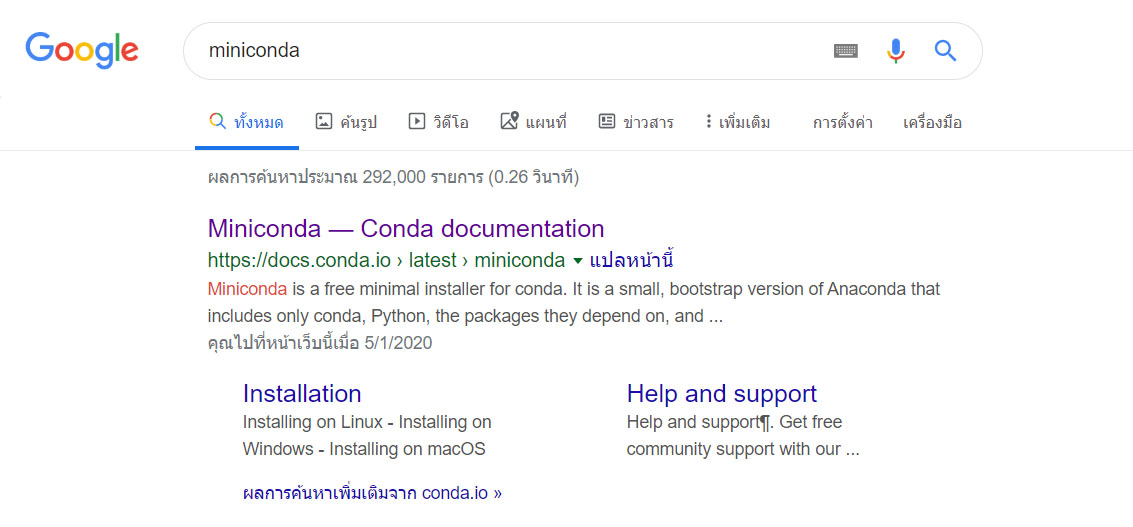 Google
miniconda
ทั้งหมด ค้นรูป วิดีโอ แผนที่ ข่าวสาร เพิ่มเติม การตั้งค่า เครื่องมือ
ผลการค้นหาประมาณ 292,000 รายการ (0.26 วินาที)
Miniconda — Conda documentation
https://docs.conda.io › latest › miniconda ▾ แปลหน้านี้
Miniconda is a free minimal installer for conda. It is a small, bootstrap version of Anaconda that
includes only conda, Python, the packages they depend on, and ...
คุณไปที่หน้าเว็บนี้เมื่อ 5/1/2020
Installation
Installing on Linux - Installing on
Windows - Installing on macOS
Help and support
Help and support¶. Get free
community support with our ...
ผลการค้นหาเพิ่มเติมจาก conda.io »